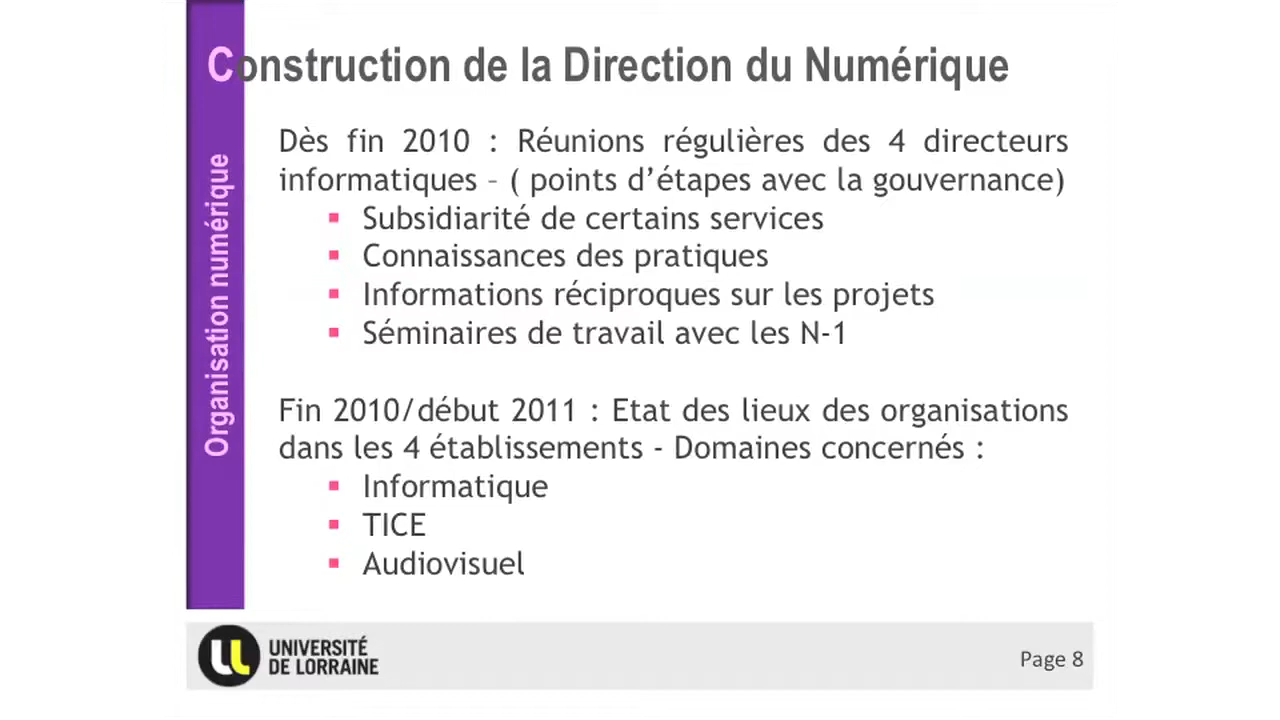 Construction de la Direction du Numérique
Organisation numérique
Dès fin 2010 : Réunions régulières des 4 directeurs
informatiques – ( points d’étapes avec la gouvernance)
▪ Subsidiarité de certains services
▪ Connaissances des pratiques
▪ Informations réciproques sur les projets
▪ Séminaires de travail avec les N-1
Fin 2010/début 2011 : Etat des lieux des organisations
dans les 4 établissements - Domaines concernés :
▪ Informatique
▪ TICE
▪ Audiovisuel
UNIVERSITÉ
DE LORRAINE
Page 8